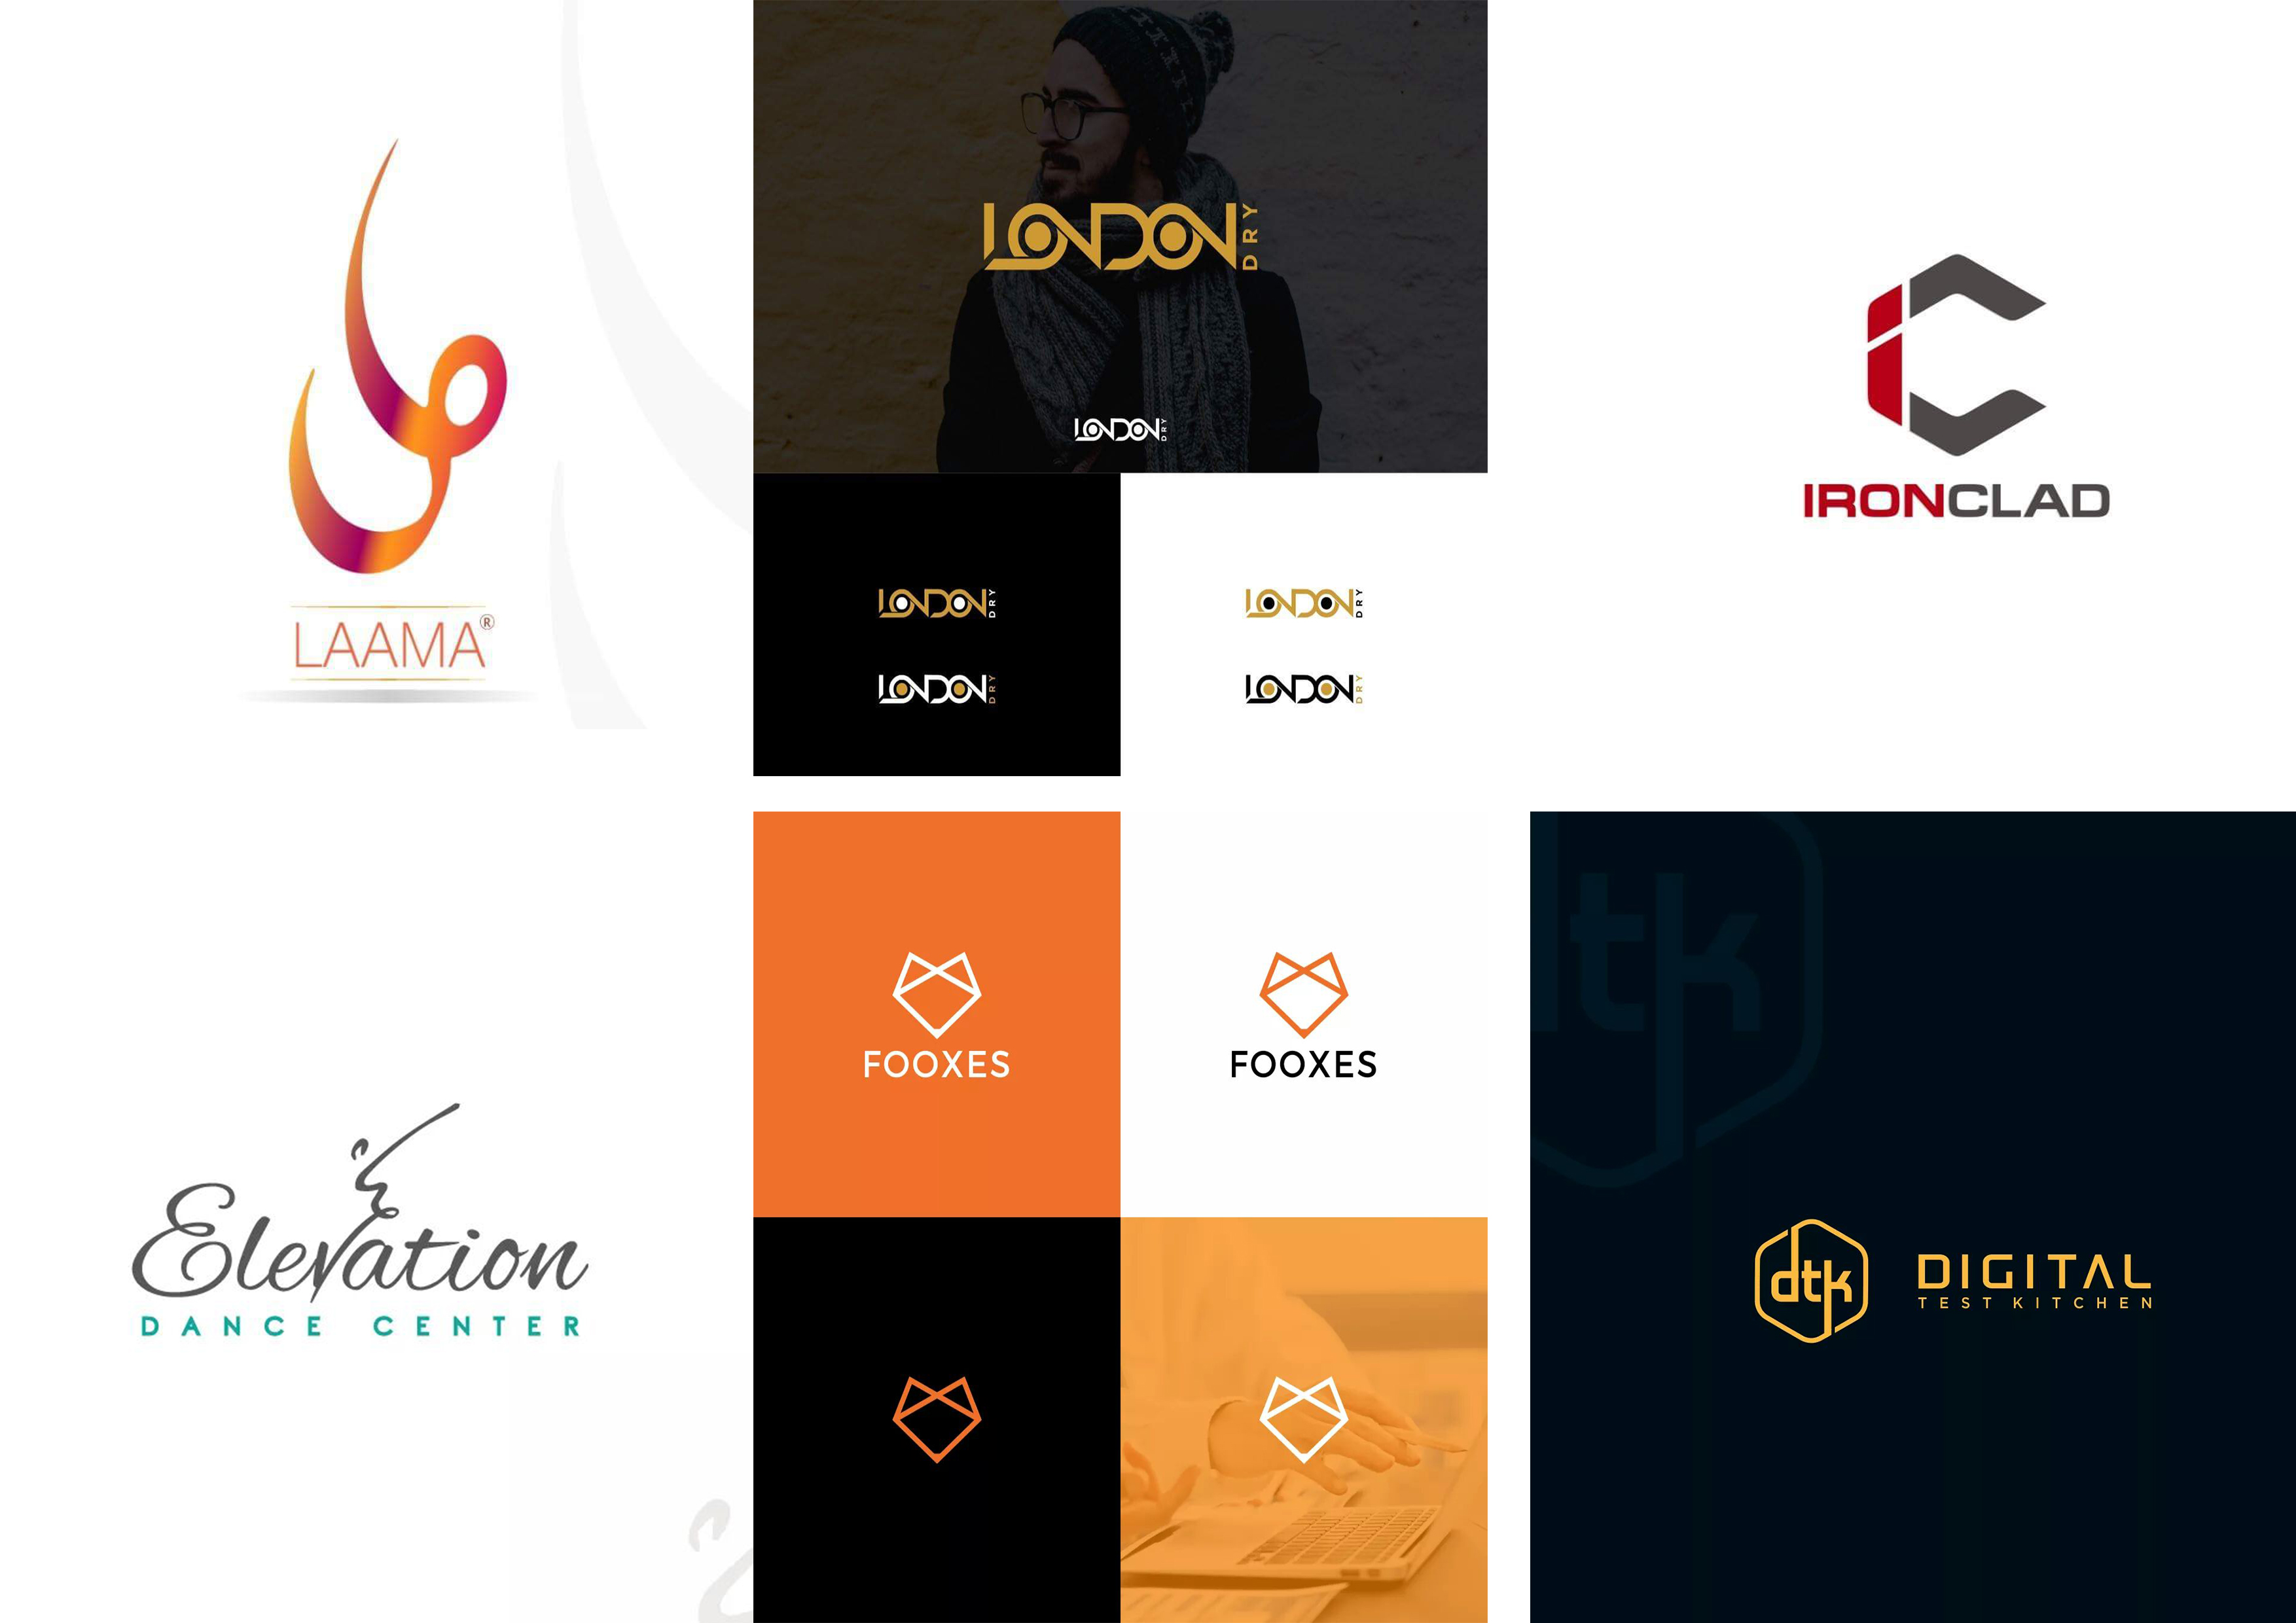 LAAMA®
LONDON DRY
LONDON DRY
LONDON DRY
LONDON DRY
LONDON DRY
LONDON DRY
IRONCLAD
Elevation
DANCE CENTER
FOOXES
FOOXES
dtk
dtk
DIGITAL
TEST KITCHEN